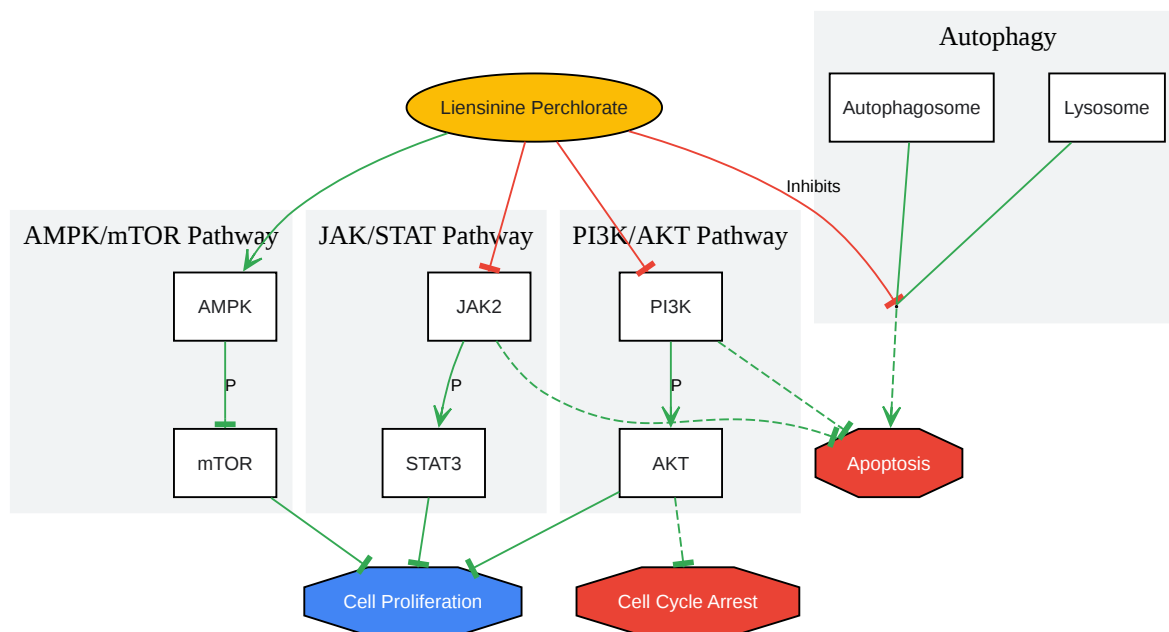 Autophagy
Liensinine Perchlorate
Autophagosome
Lysosome
Inhibits
AMPK/mTOR Pathway
JAK/STAT Pathway
PI3K/AKT Pathway
AMPK
JAK2
PI3K
P
P
P
mTOR
STAT3
AKT
Apoptosis
Cell Proliferation
Cell Cycle Arrest